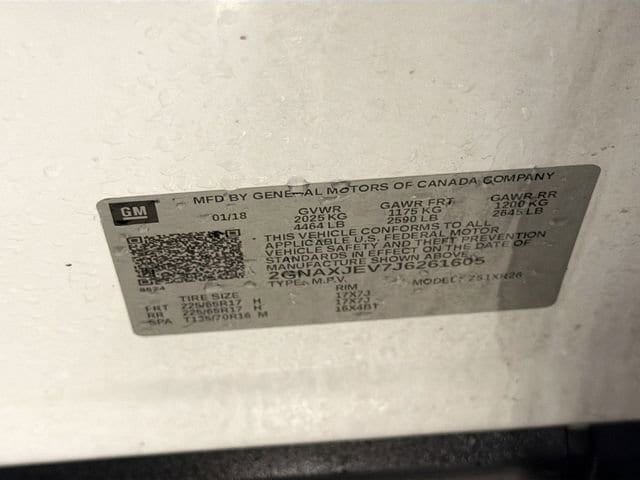 MFD BY GENERAL MOTORS OF CANADA COMPANY
GM
01/18 GVWR GAWR FRT GAWR RR
2025 KG 1175 KG 1200 KG
4464 LB 2590 LB 2645 LB
THIS VEHICLE CONFORMS TO ALL
APPLICABLE U.S. FEDERAL MOTOR
VEHICLE SAFETY AND THEFT PREVENTION
STANDARDS IN EFFECT ON THE DATE OF
MANUFACTURE SHOWN ABOVE.
2GNAXJEV7J6261605
8624 TYPE: M.P.V. MODEL: ZS1XR26
TIRE SIZE RIM
FRT 225/65R17 H 17X7J
RR 225/65R17 H 17X7J
SPA T135/70R16 M 16X4BT